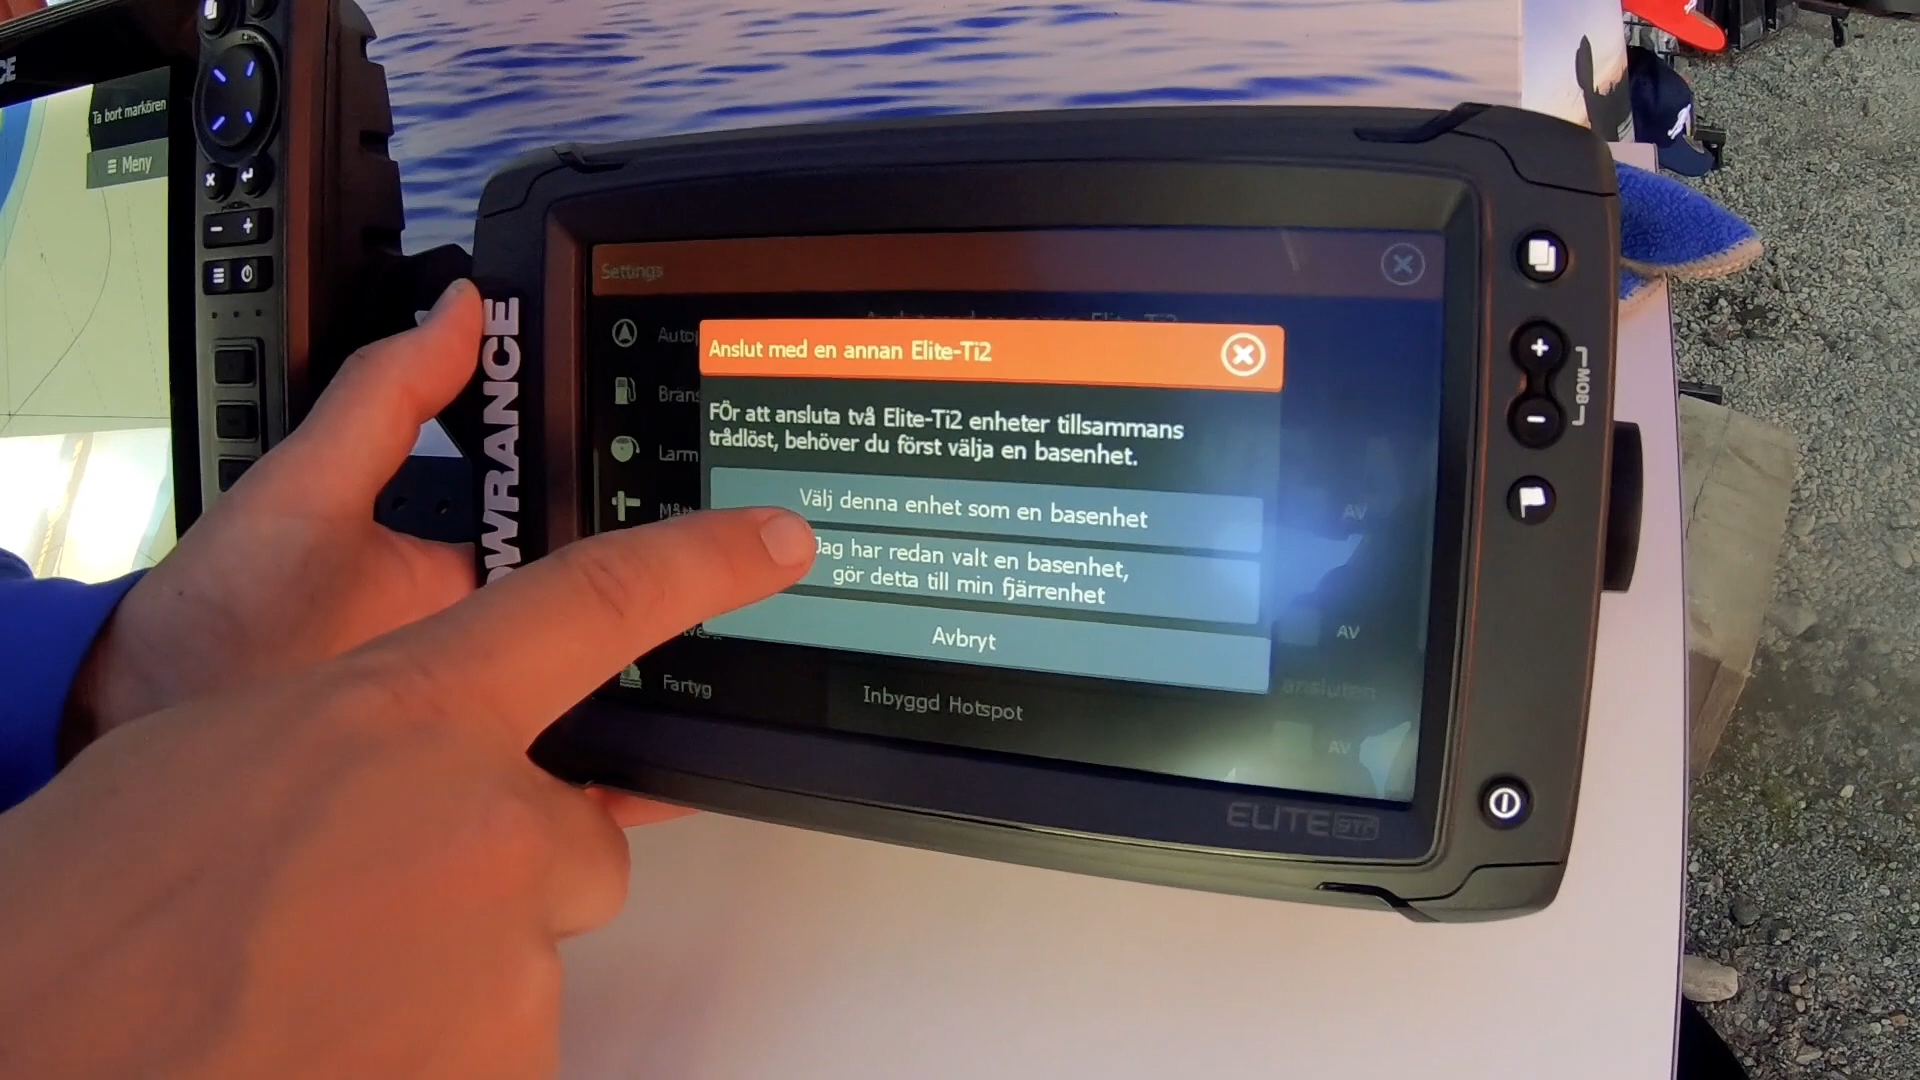 CE
Ta bort markören
Meny
LOWRANCE
Settings
Anslut med en annan Elite-Ti2
FÖr att ansluta två Elite-Ti2 enheter tillsammans
trådlöst, behöver du först välja en basenhet.
Välj denna enhet som en basenhet
Jag har redan valt en basenhet,
gör detta till min fjärrenhet
Avbryt
Larm
Fartyg
Inbyggd Hotspot
AV
AV
ansluten
AV
MOB
ELITE